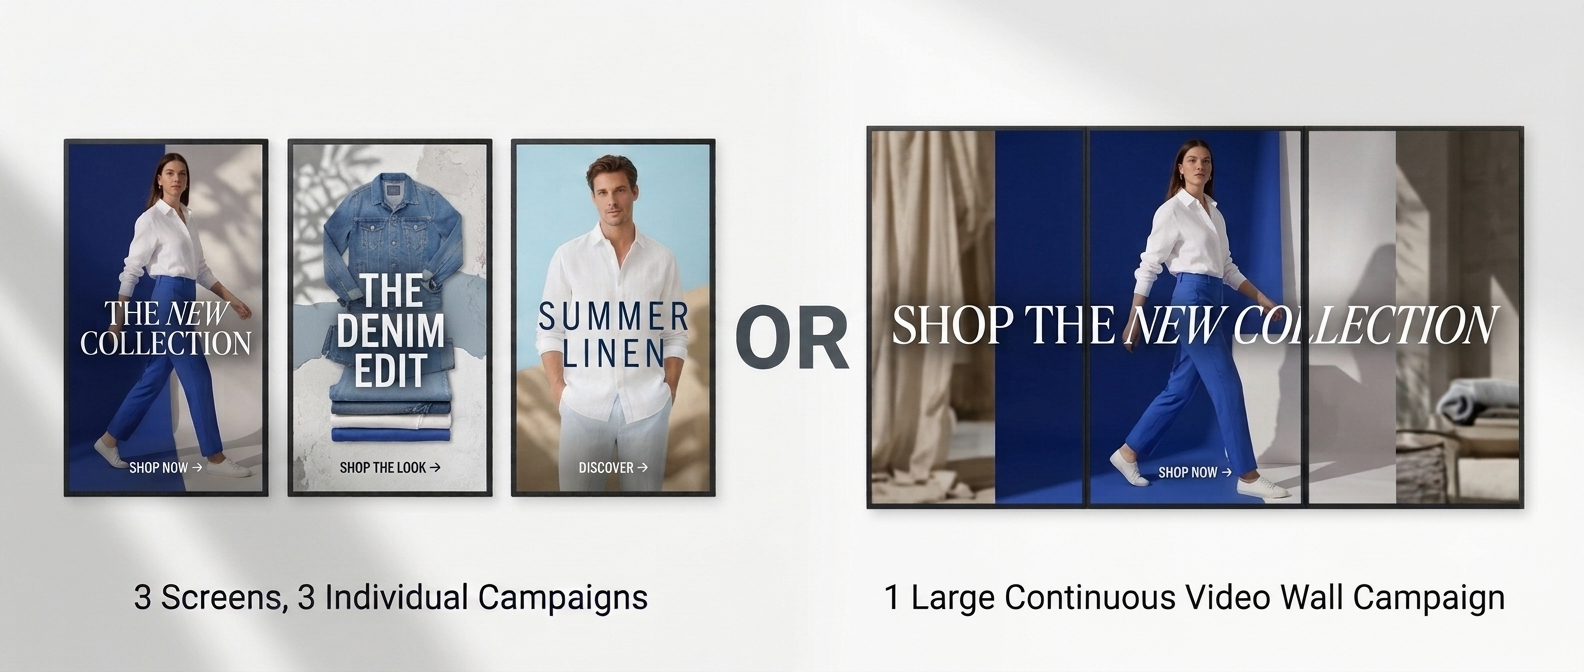 THE NEW
COLLECTION
SHOP NOW →
THE
DENIM
EDIT
SHOP THE LOOK →
SUMMER
LINEN
DISCOVER →
OR
SHOP THE NEW COLLECTION
SHOP NOW →
3 Screens, 3 Individual Campaigns
1 Large Continuous Video Wall Campaign